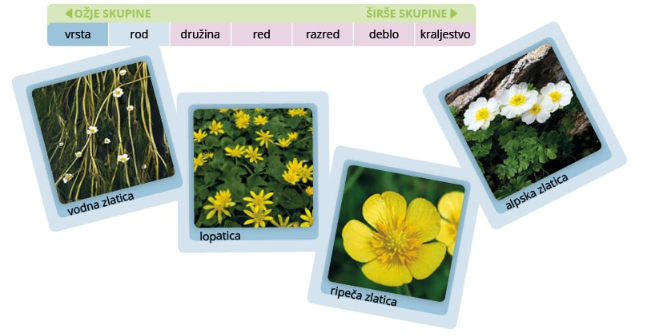 OŽJE SKUPINE ŠIRŠE SKUPINE
vrsta rod družina red razred deblo kraljestvo
vodna zlatica
lopatica
ripeča zlatica
alpska zlatica